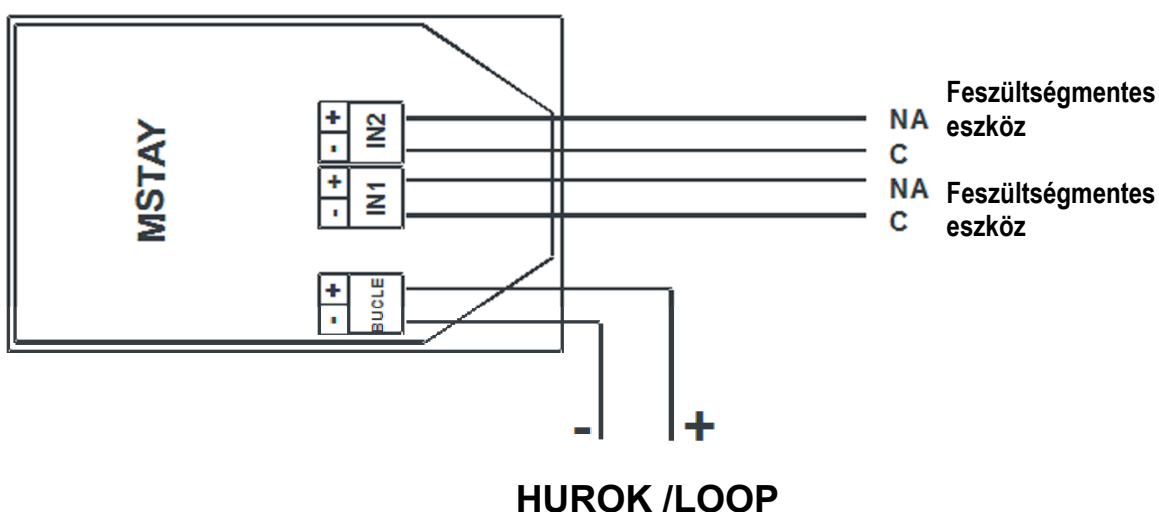 MSTAY
+
-
IN2
+
-
IN1
+
-
BUCLE
NA
C
Feszültségmentes
eszköz
NA
C
Feszültségmentes
eszköz
- +
HUROK /LOOP